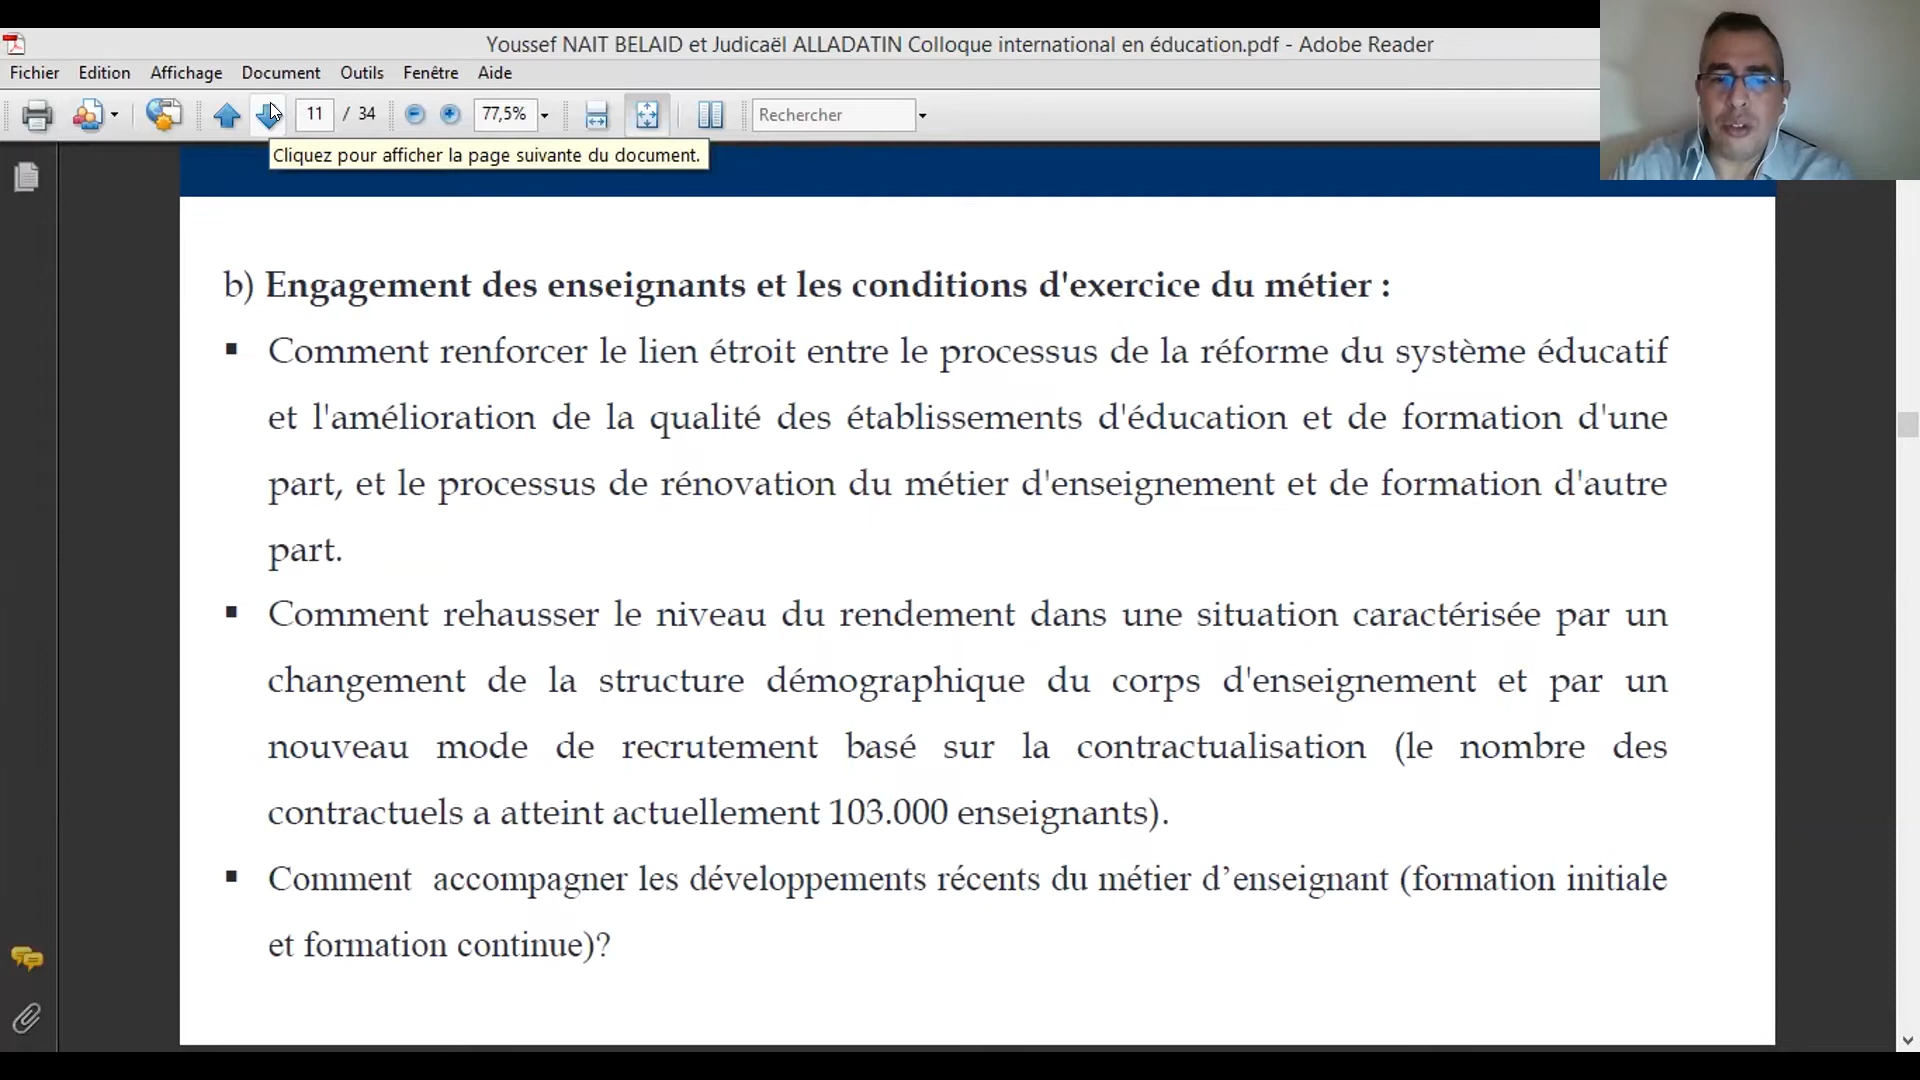 Youssef NAIT BELAID et Judicaël ALLADATIN Colloque international en éducation.pdf - Adobe Reader
Fichier Edition Affichage Document Outils Fenêtre Aide
11 / 34 77,5% Rechercher
Cliquez pour afficher la page suivante du document.
b) Engagement des enseignants et les conditions d'exercice du métier :
▪ Comment renforcer le lien étroit entre le processus de la réforme du système éducatif
et l'amélioration de la qualité des établissements d'éducation et de formation d'une
part, et le processus de rénovation du métier d'enseignement et de formation d'autre
part.
▪ Comment rehausser le niveau du rendement dans une situation caractérisée par un
changement de la structure démographique du corps d'enseignement et par un
nouveau mode de recrutement basé sur la contractualisation (le nombre des
contractuels a atteint actuellement 103.000 enseignants).
▪ Comment accompagner les développements récents du métier d’enseignant (formation initiale
et formation continue)?